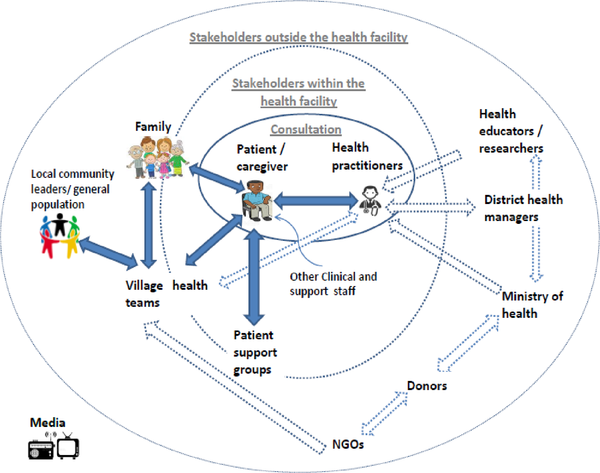 Stakeholders outside the health facility
Stakeholders within the
health facility
Consultation
Family
Patient /
caregiver
Health
practitioners
Health
educators /
researchers
Local community
leaders/ general
population
District health
managers
Other Clinical and
support staff
Village health
teams
Ministry of
health
Patient
support
groups
Donors
Media
NGOs